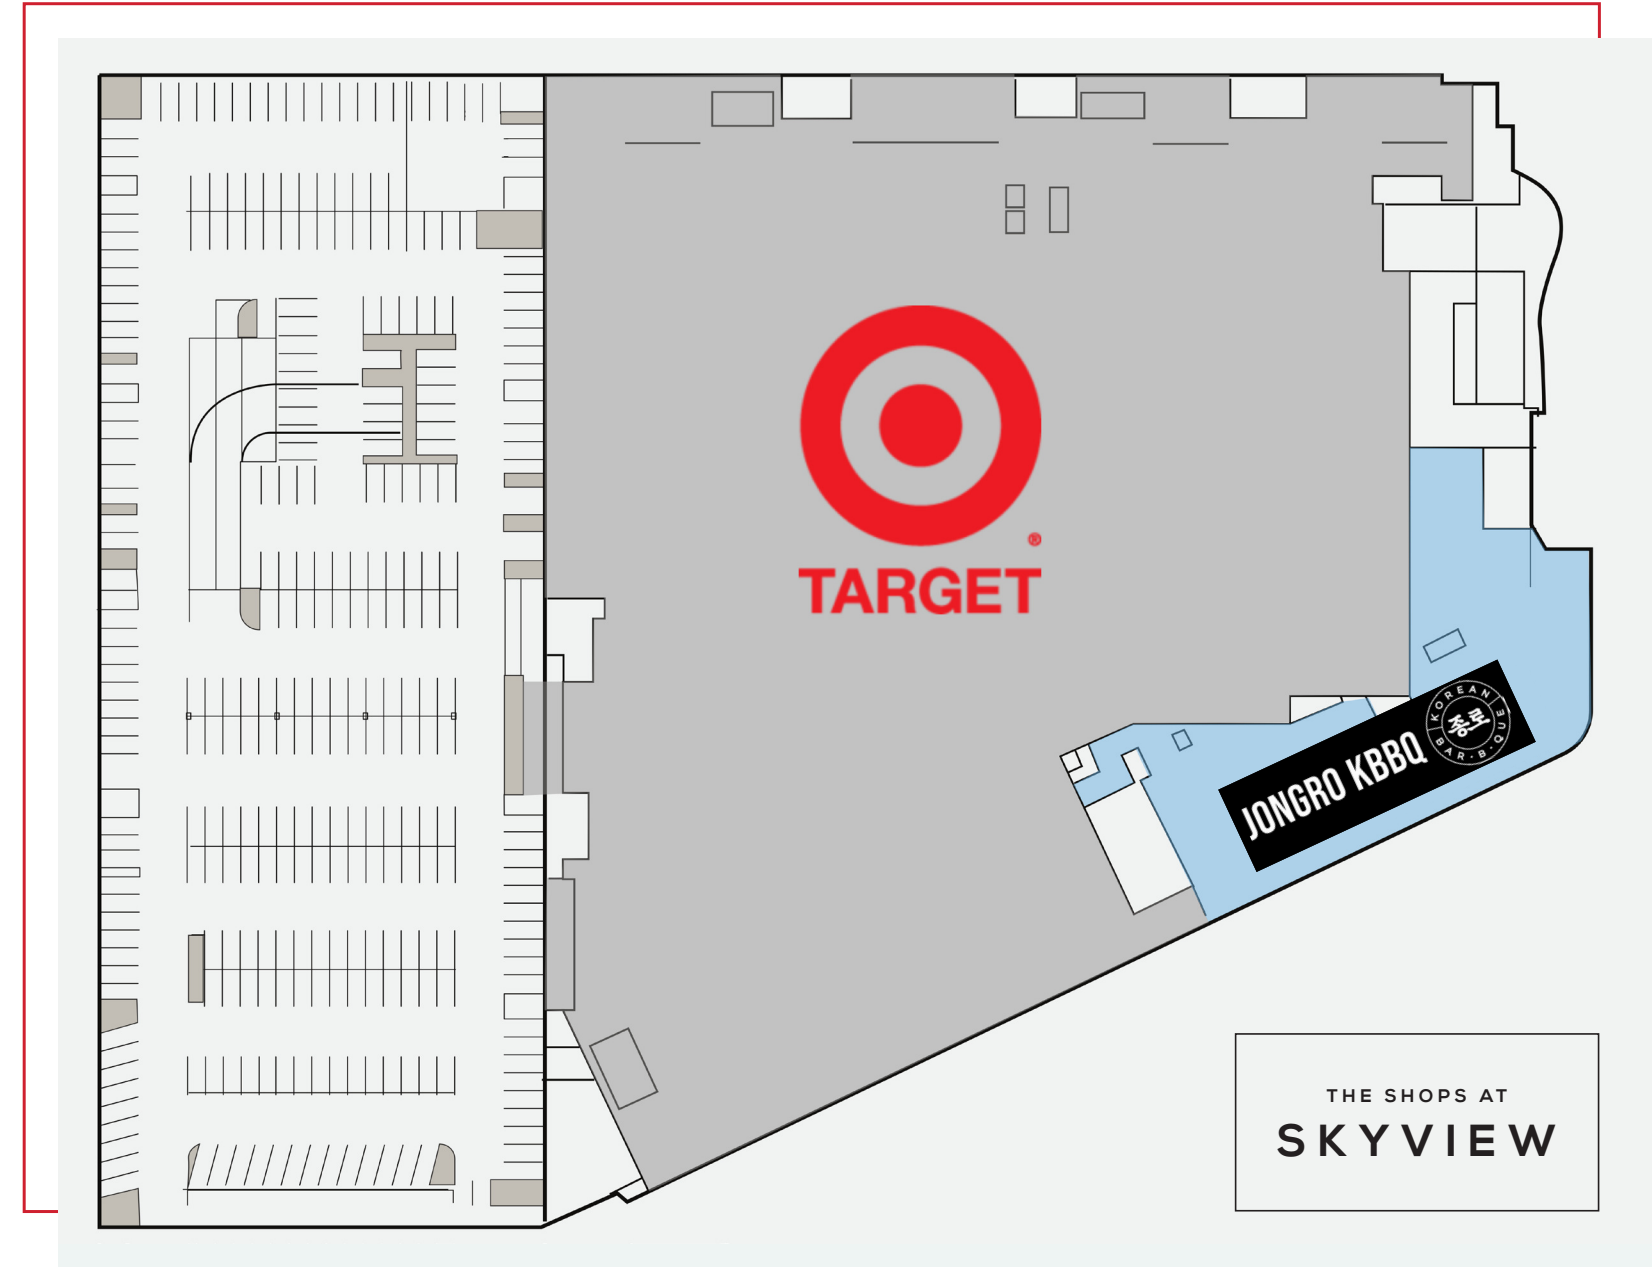 ®
TARGET
JONGRO KBBQ
KOREAN
종로
BAR·B·QUE
THE SHOPS AT
SKYVIEW